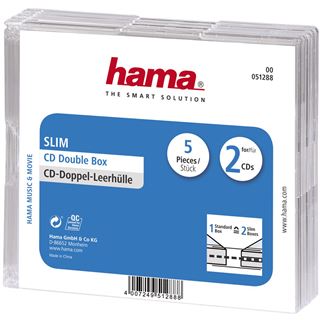 hama®
THE SMART SOLUTION
00
051288
SLIM
CD Double Box
CD-Doppel-Leerhülle
5
Pieces/
Stück
2 for/für
CDs
HAMA MUSIC & MOVIE
www.hama.com
QC
Hama GmbH & Co KG
D-86652 Monheim
Made in China
1 Standard Box
2 Slim Boxes
4 007249 512888